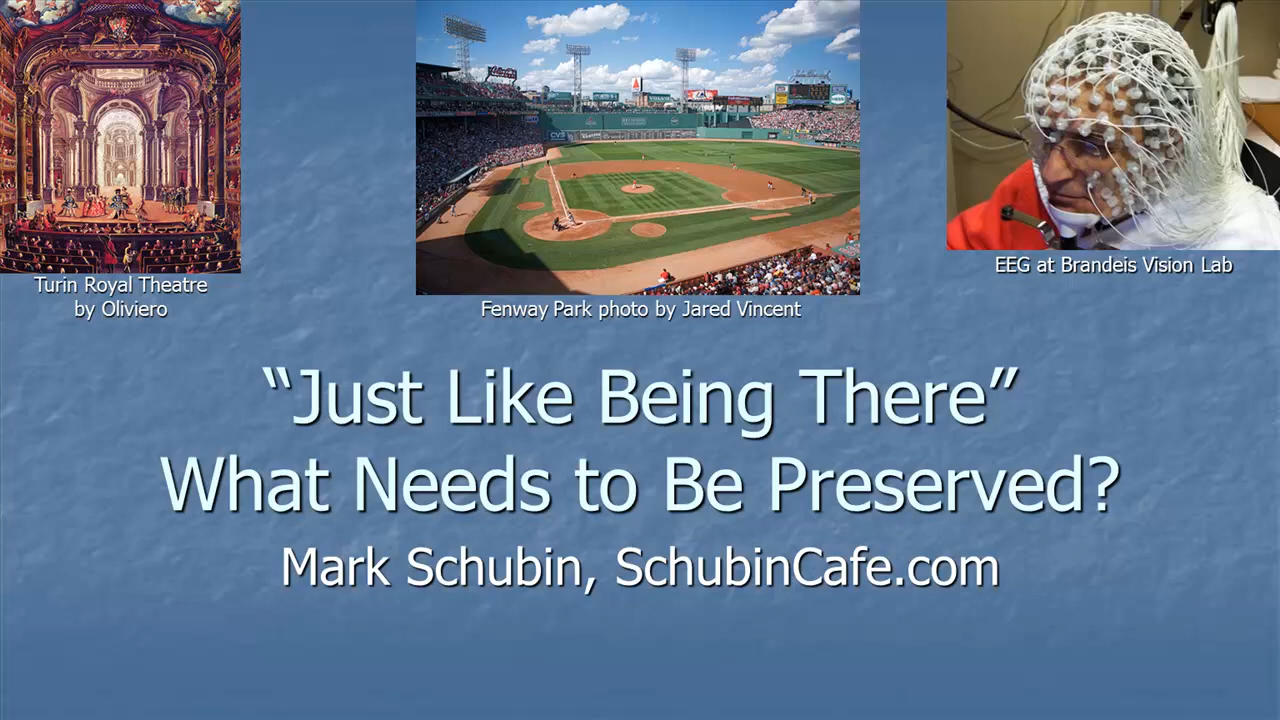 Turin Royal Theatre
by Oliviero
Fenway Park photo by Jared Vincent
EEG at Brandeis Vision Lab
“Just Like Being There”
What Needs to Be Preserved?
Mark Schubin, SchubinCafe.com